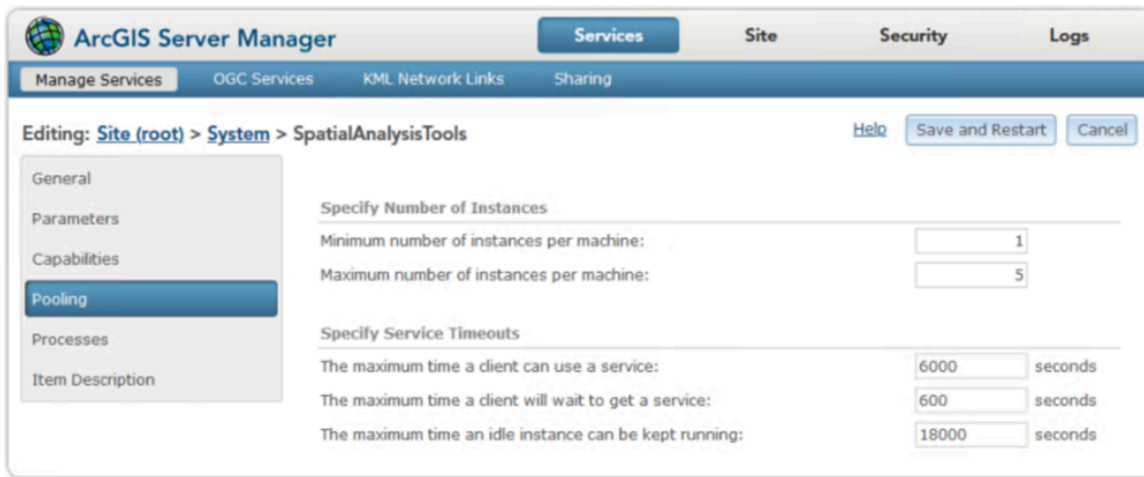 ArcGIS Server Manager
Services Site Security Logs
Manage Services OGC Services KML Network Links Sharing
Editing: Site (root) > System > SpatialAnalysisTools
Help Save and Restart Cancel
General
Parameters
Capabilities
Pooling
Processes
Item Description
Specify Number of Instances
Minimum number of instances per machine: 1
Maximum number of instances per machine: 5
Specify Service Timeouts
The maximum time a client can use a service: 6000 seconds
The maximum time a client will wait to get a service: 600 seconds
The maximum time an idle instance can be kept running: 18000 seconds